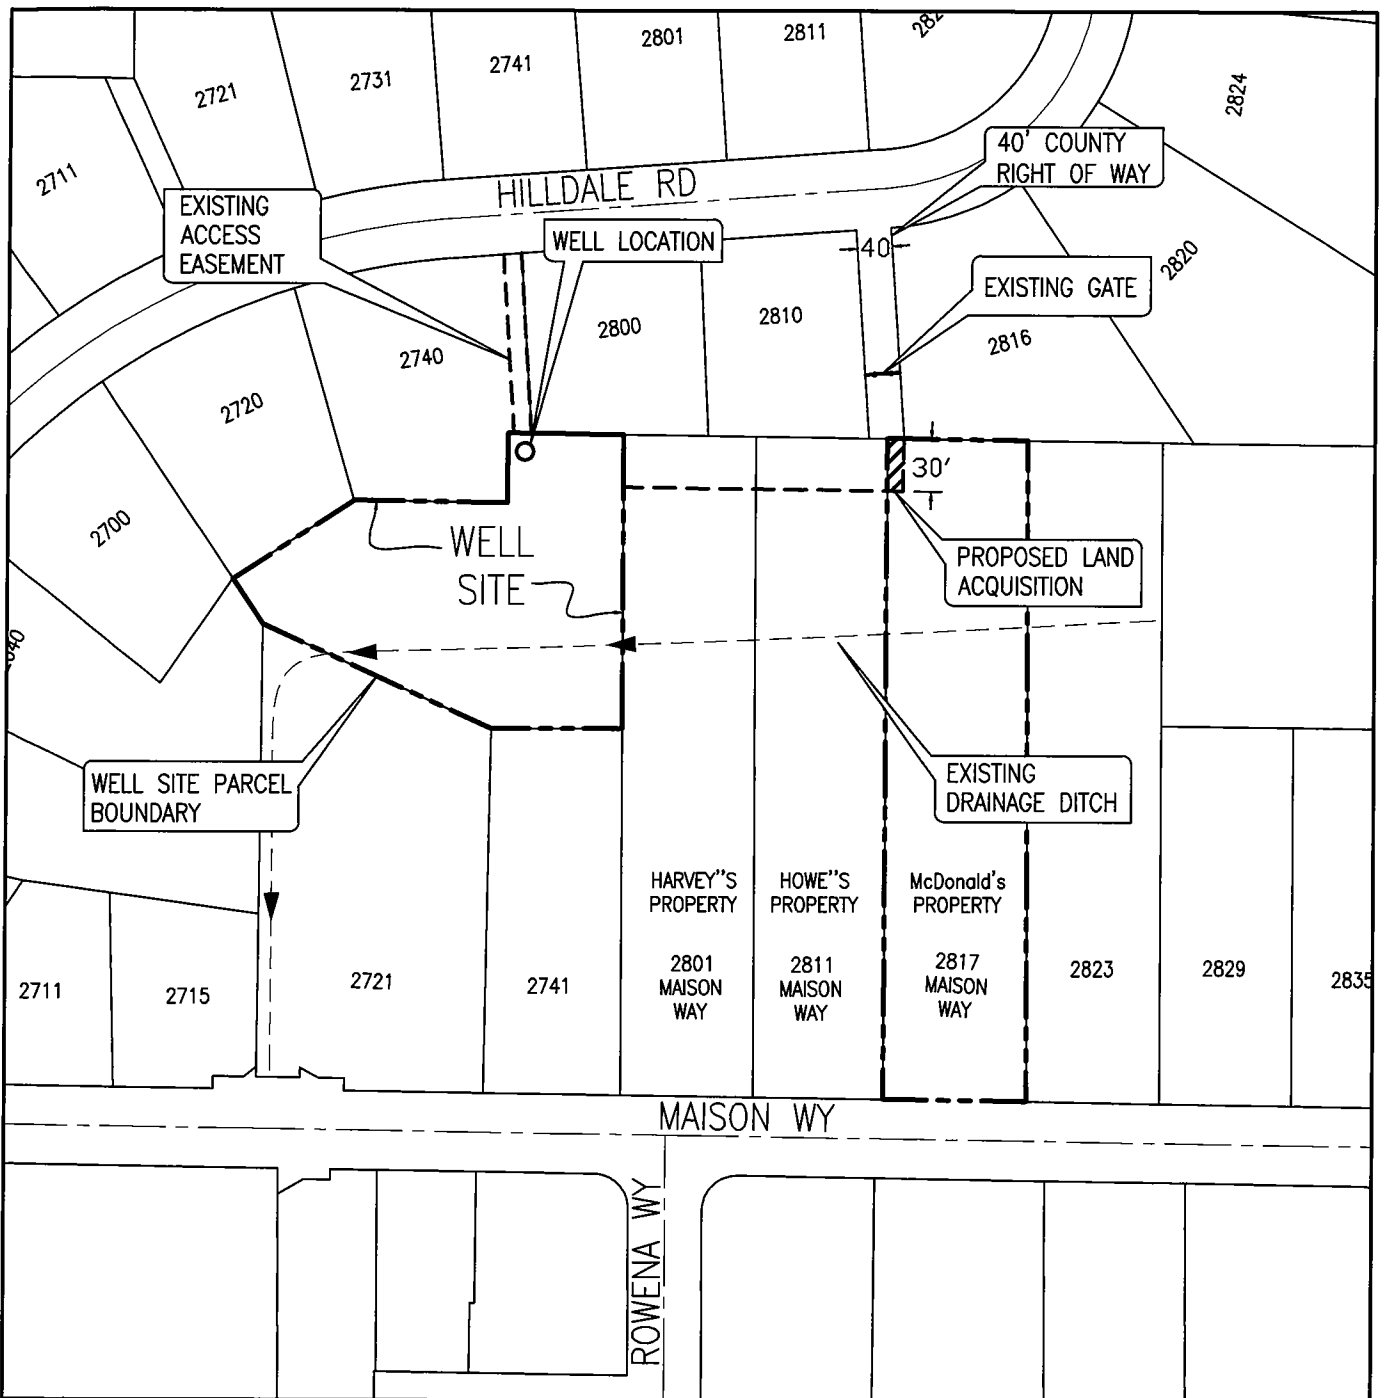 2801
2811
2741
2731
2721
2824
2711
40' COUNTY
RIGHT OF WAY
HILLDALE RD
EXISTING
ACCESS
EASEMENT
WELL LOCATION
40
2820
EXISTING GATE
2800
2810
2816
2740
2720
30'
2700
WELL
SITE
PROPOSED LAND
ACQUISITION
WELL SITE PARCEL
BOUNDARY
EXISTING
DRAINAGE DITCH
HARVEY"S
PROPERTY
HOWE"S
PROPERTY
McDonald's
PROPERTY
2711
2715
2721
2741
2801
MAISON
WAY
2811
MAISON
WAY
2817
MAISON
WAY
2823
2829
2835
MAISON WY
ROWENA WY